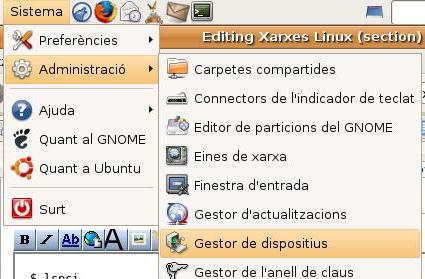 Sistema
Preferències
Administració
Ajuda
Quant al GNOME
Quant a Ubuntu
Surt
Editing Xarxes Linux (section)
Carpetes compartides
Connectors de l'indicador de teclat
Editor de particions del GNOME
Eines de xarxa
Finestra d'entrada
Gestor d'actualitzacions
Gestor de dispositius
Gestor de l'anell de claus
B I Ab A
$ lspci